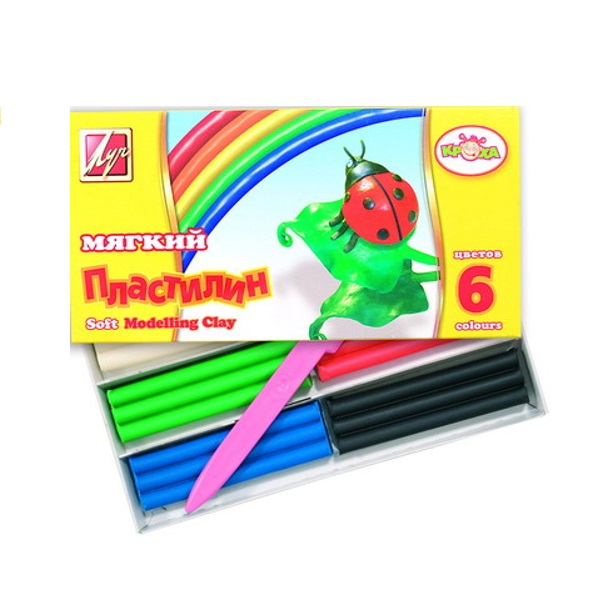 Луч
КРОХА
МЯГКИЙ
Пластилин
Soft Modelling Clay
цветов
6
colours